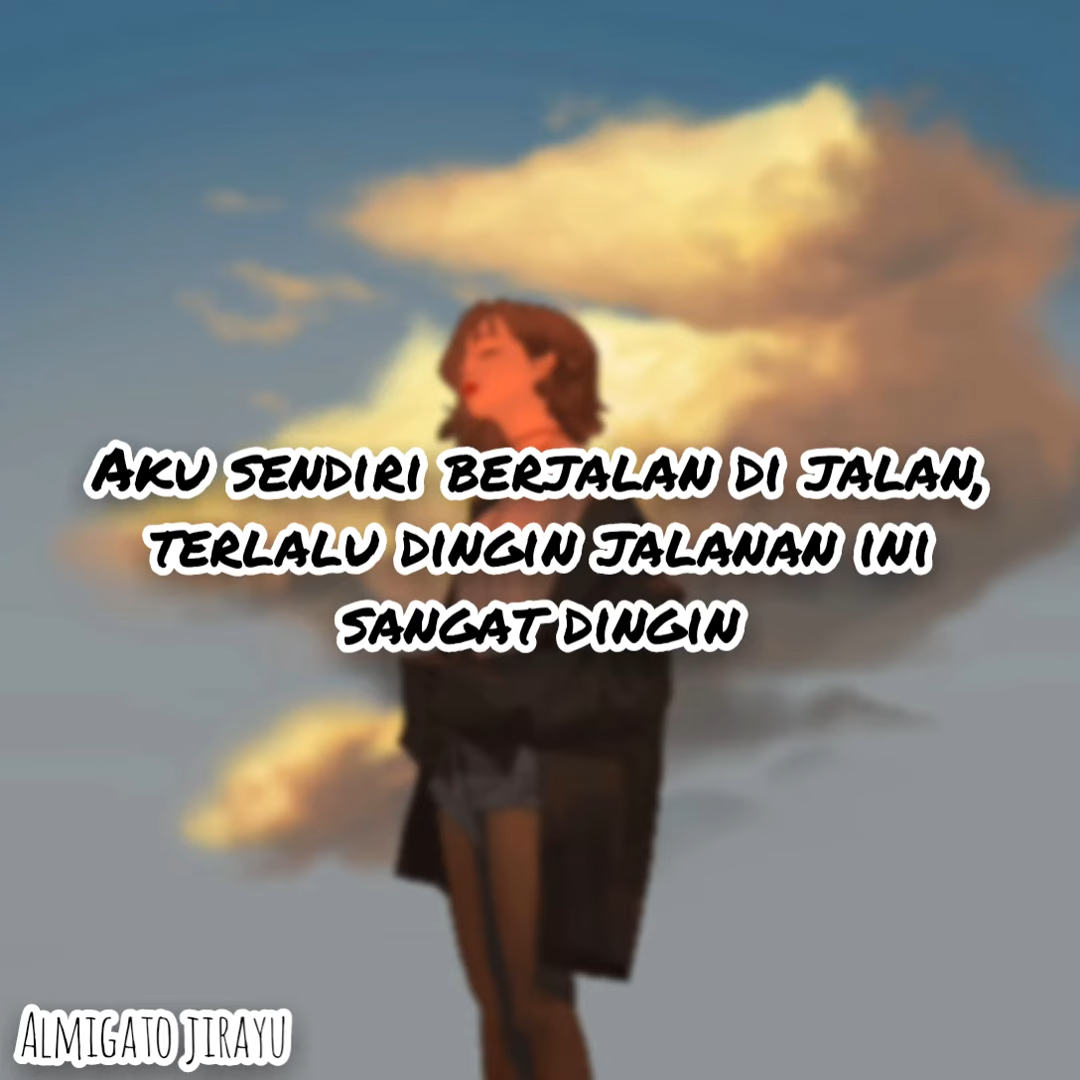 Aku sendiri berjalan di jalan,
terlalu dingin jalanan ini
sangat dingin
Almigato jirayu